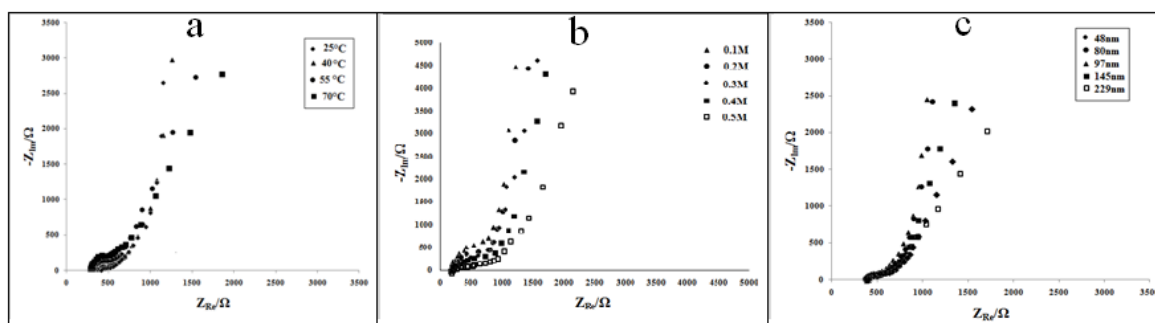 a
-Z_Im/Ω
3500
3000
2500
2000
1500
1000
500
0
0 500 1000 1500 2000 2500 3000 3500
Z_Re/Ω
25°C
40°C
55 °C
70°C
b
-Z_Im/Ω
5000
4500
4000
3500
3000
2500
2000
1500
1000
500
0
0 500 1000 1500 2000 2500 3000 3500 4000 4500 5000
Z_Re/Ω
0.1M
0.2M
0.3M
0.4M
0.5M
c
-Z_Im/Ω
3500
3000
2500
2000
1500
1000
500
0
0 500 1000 1500 2000 2500 3000 3500
Z_Re/Ω
48nm
80nm
97nm
145nm
229nm